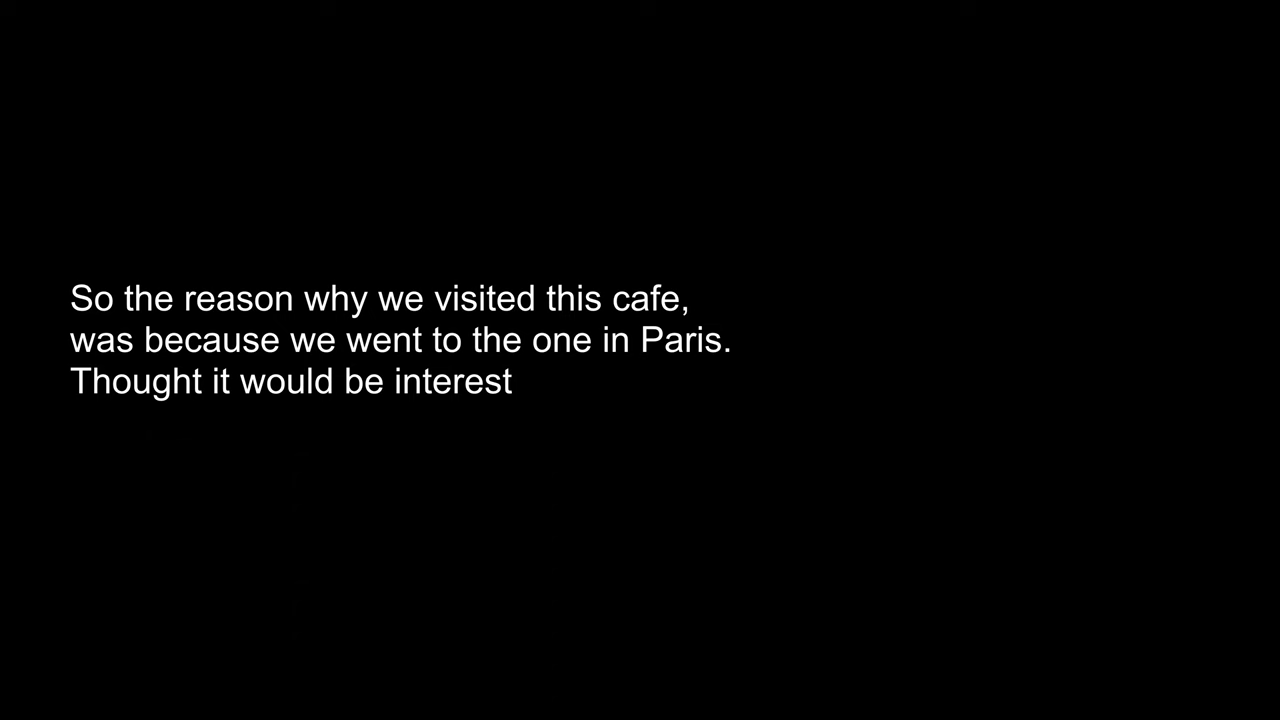 So the reason why we visited this cafe,
was because we went to the one in Paris.
Thought it would be interest